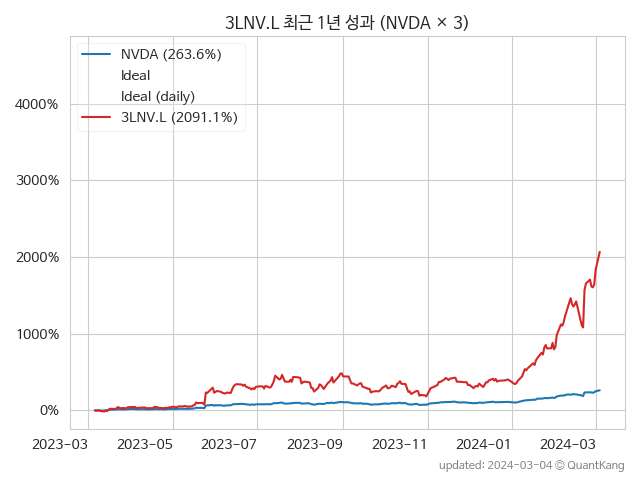 3LNV.L 최근 1년 성과 (NVDA × 3)
NVDA (263.6%)
Ideal
Ideal (daily)
3LNV.L (2091.1%)
4000%
3000%
2000%
1000%
0%
2023-03 2023-05 2023-07 2023-09 2023-11 2024-01 2024-03
updated: 2024-03-04 © QuantKang